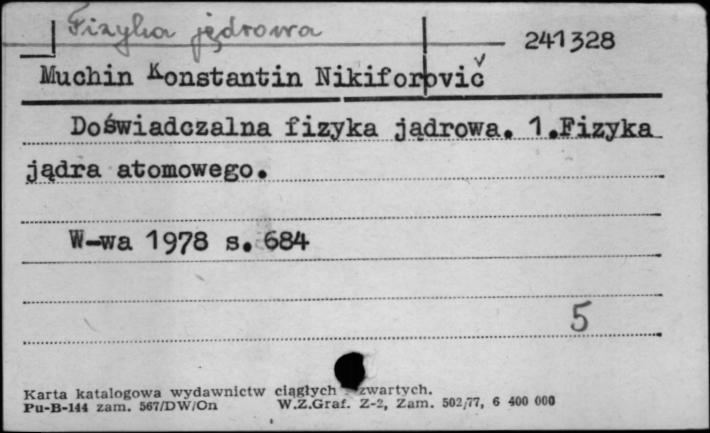 Fizyka jądrowa
241328
Muchin Konstantin Nikiforovič
Doświadczalna fizyka jądrowa. 1.Fizyka
jądra atomowego.
W-wa 1978 s. 684
5
Karta katalogowa wydawnictw ciągłych zwartych.
Pu-B-144 zam. 567/DW/On W.Z.Graf. Z-2, Zam. 502/77, 6 400 000